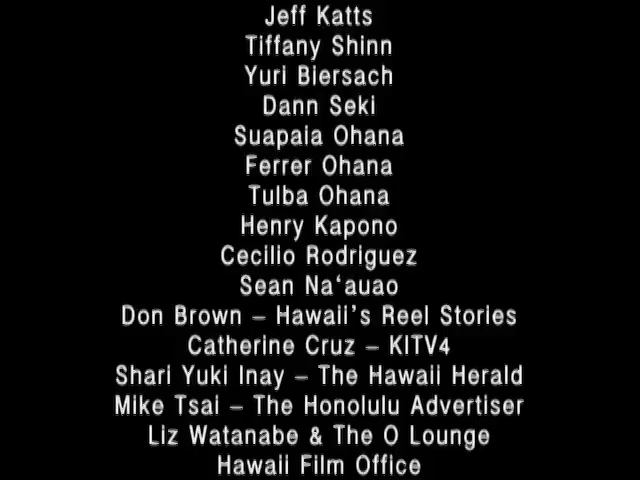 Jeff Katts
Tiffany Shinn
Yuri Biersach
Dann Seki
Suapaia Ohana
Ferrer Ohana
Tulba Ohana
Henry Kapono
Cecilio Rodriguez
Sean Na‘auao
Don Brown – Hawaii’s Reel Stories
Catherine Cruz – KITV4
Shari Yuki Inay – The Hawaii Herald
Mike Tsai – The Honolulu Advertiser
Liz Watanabe & The O Lounge
Hawaii Film Office